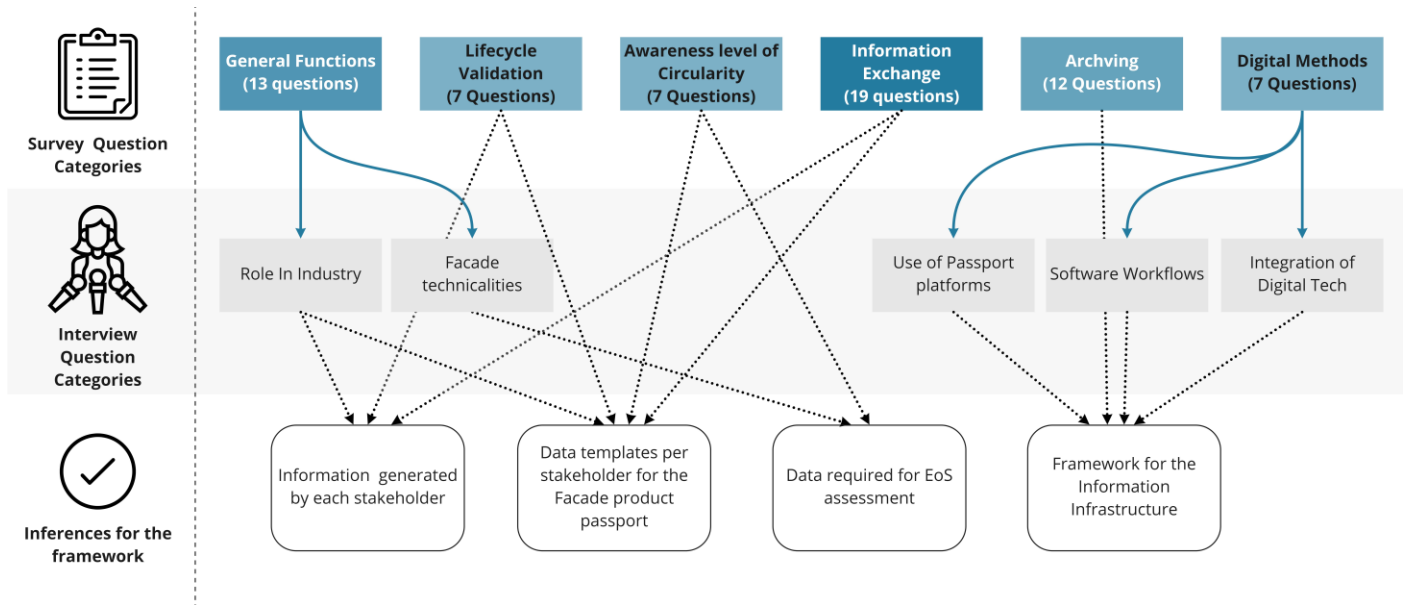 General Functions
(13 questions)
Lifecycle
Validation
(7 Questions)
Awareness level of
Circularity
(7 Questions)
Information
Exchange
(19 questions)
Archving
(12 Questions)
Digital Methods
(7 Questions)
Survey Question
Categories
Role In Industry
Facade
technicalities
Use of Passport
platforms
Software Workflows
Integration of
Digital Tech
Interview
Question
Categories
Information generated
by each stakeholder
Data templates per
stakeholder for the
Facade product
passport
Data required for EoS
assessment
Framework for the
Information
Infrastructure
Inferences for the
framework